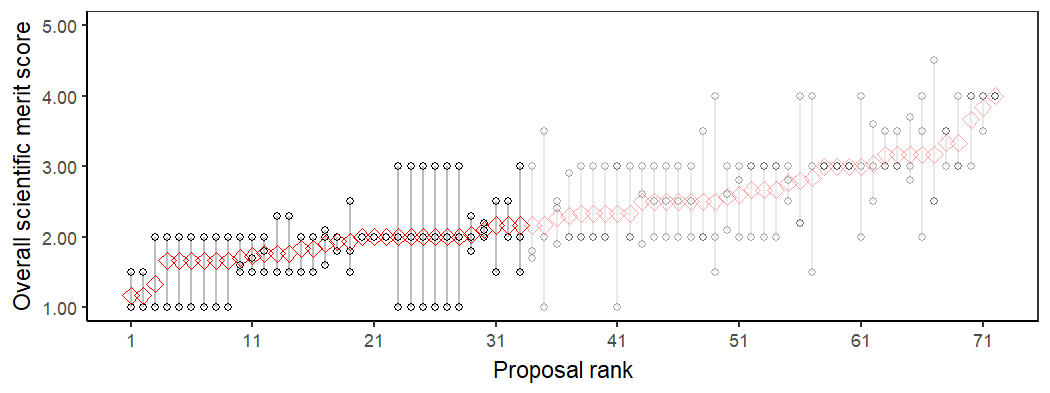 Overall scientific merit score
5.00
4.00
3.00
2.00
1.00
1 11 21 31 41 51 61 71
Proposal rank